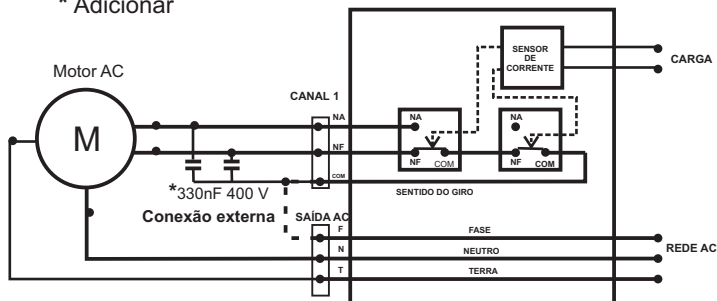 * Adicionar
Motor AC
M
CANAL 1
NA
NF
COM
SENSOR
DE
CORRENTE
CARGA
NA
NF COM
NA
NF COM
*330nF 400 V
Conexão externa
SENTIDO DO GIRO
SAÍDA AC
F
N
T
FASE
NEUTRO
TERRA
REDE AC